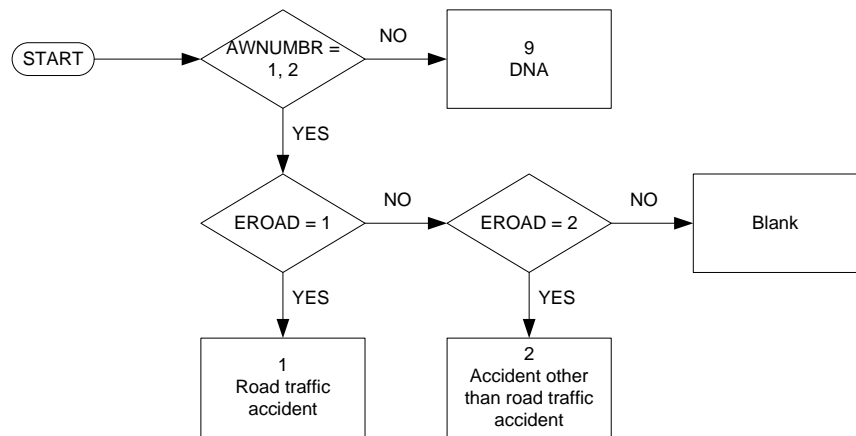 START
AWNUMBR =
1, 2
NO
9
DNA
YES
EROAD = 1
NO
EROAD = 2
NO
Blank
YES
YES
1
Road traffic
accident
2
Accident other
than road traffic
accident